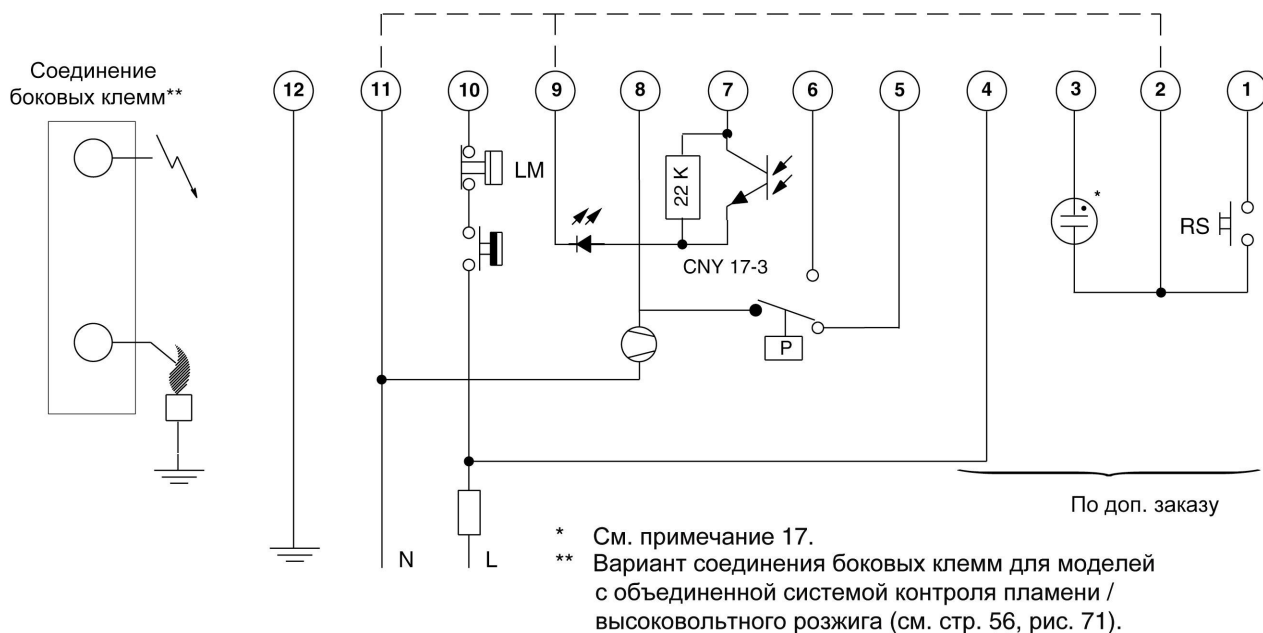 Соединение
боковых клемм**
12 11 10 9 8 7 6 5 4 3 2 1
LM
22 K
CNY 17-3
*
RS
P
N L
По доп. заказу
* См. примечание 17.
** Вариант соединения боковых клемм для моделей
с объединенной системой контроля пламени /
высоковольтного розжига (см. стр. 56, рис. 71).